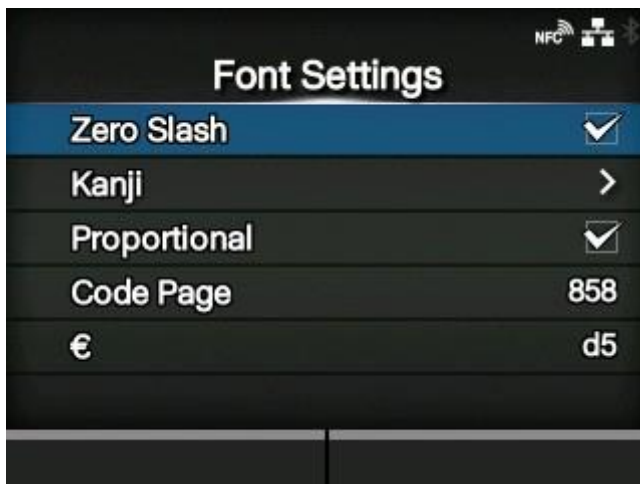 NFC
Font Settings
Zero Slash
Kanji
Proportional
Code Page 858
€ d5